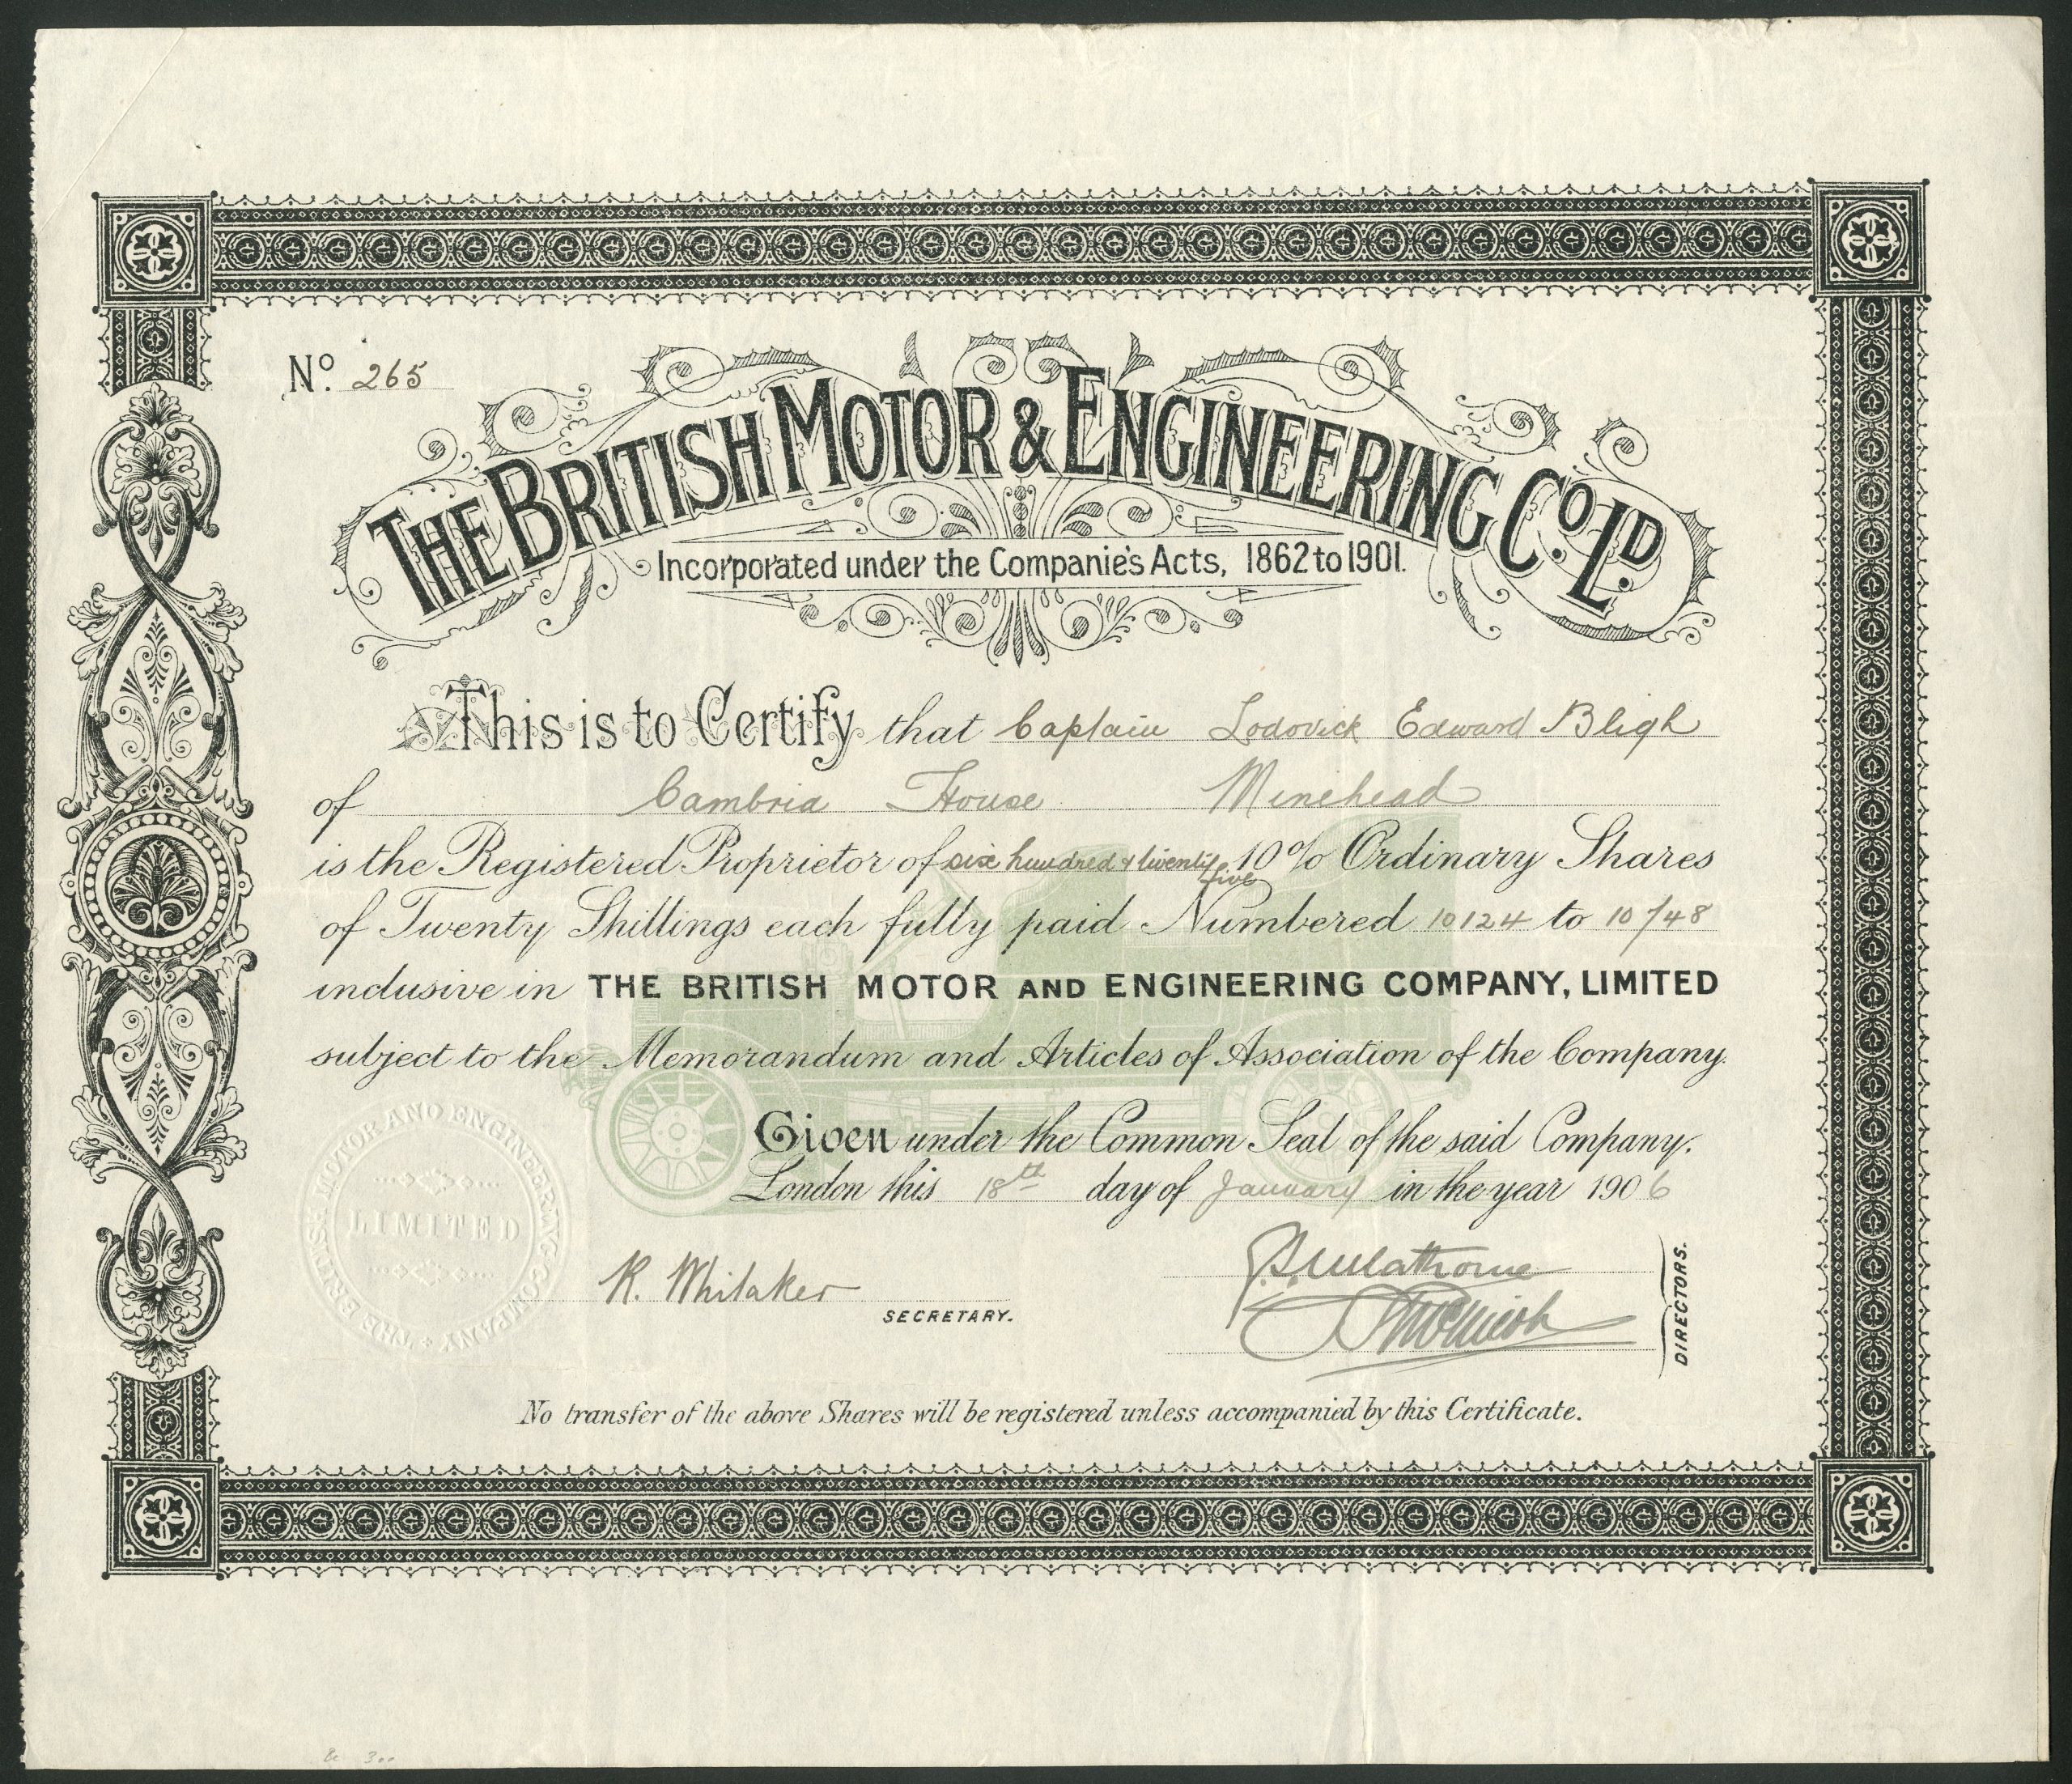 No. 265
THE BRITISH MOTOR & ENGINEERING Co. LD.
Incorporated under the Companie's Acts, 1862 to 1901.
This is to Certify that Captain Lodovick Edward Bligh
of Cambria House Minehead
is the Registered Proprietor of six hundred & twenty five 10% Ordinary Shares
of Twenty Shillings each fully paid Numbered 10124 to 10748
inclusive in THE BRITISH MOTOR AND ENGINEERING COMPANY, LIMITED
subject to the Memorandum and Articles of Association of the Company.
Given under the Common Seal of the said Company.
London this 18th day of January in the year 1906
THE BRITISH MOTOR AND ENGINEERING COMPANY
LIMITED
R. Whitaker
SECRETARY.
DIRECTORS.
No transfer of the above Shares will be registered unless accompanied by this Certificate.